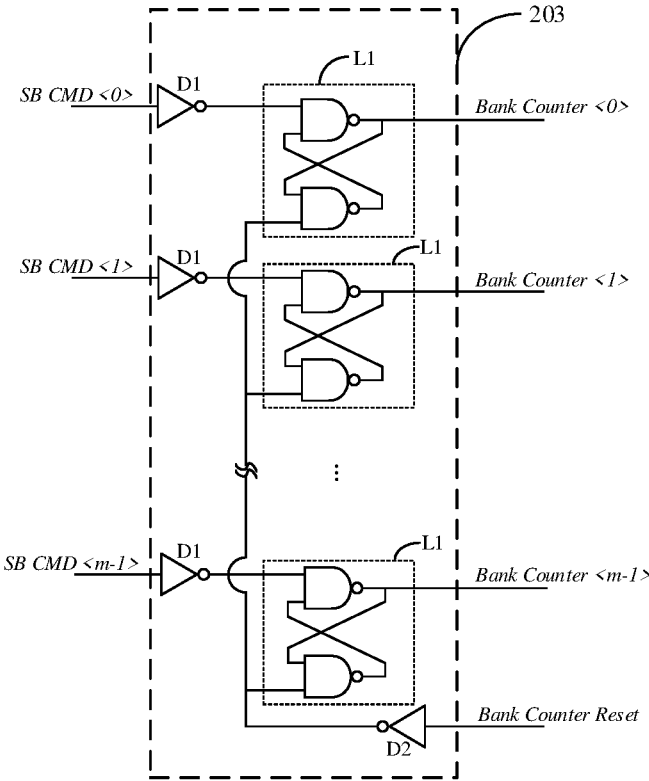 203
L1
D1
SB CMD <0>
Bank Counter <0>
L1
D1
SB CMD <1>
Bank Counter <1>
...
L1
D1
SB CMD <m-1>
Bank Counter <m-1>
Bank Counter Reset
D2